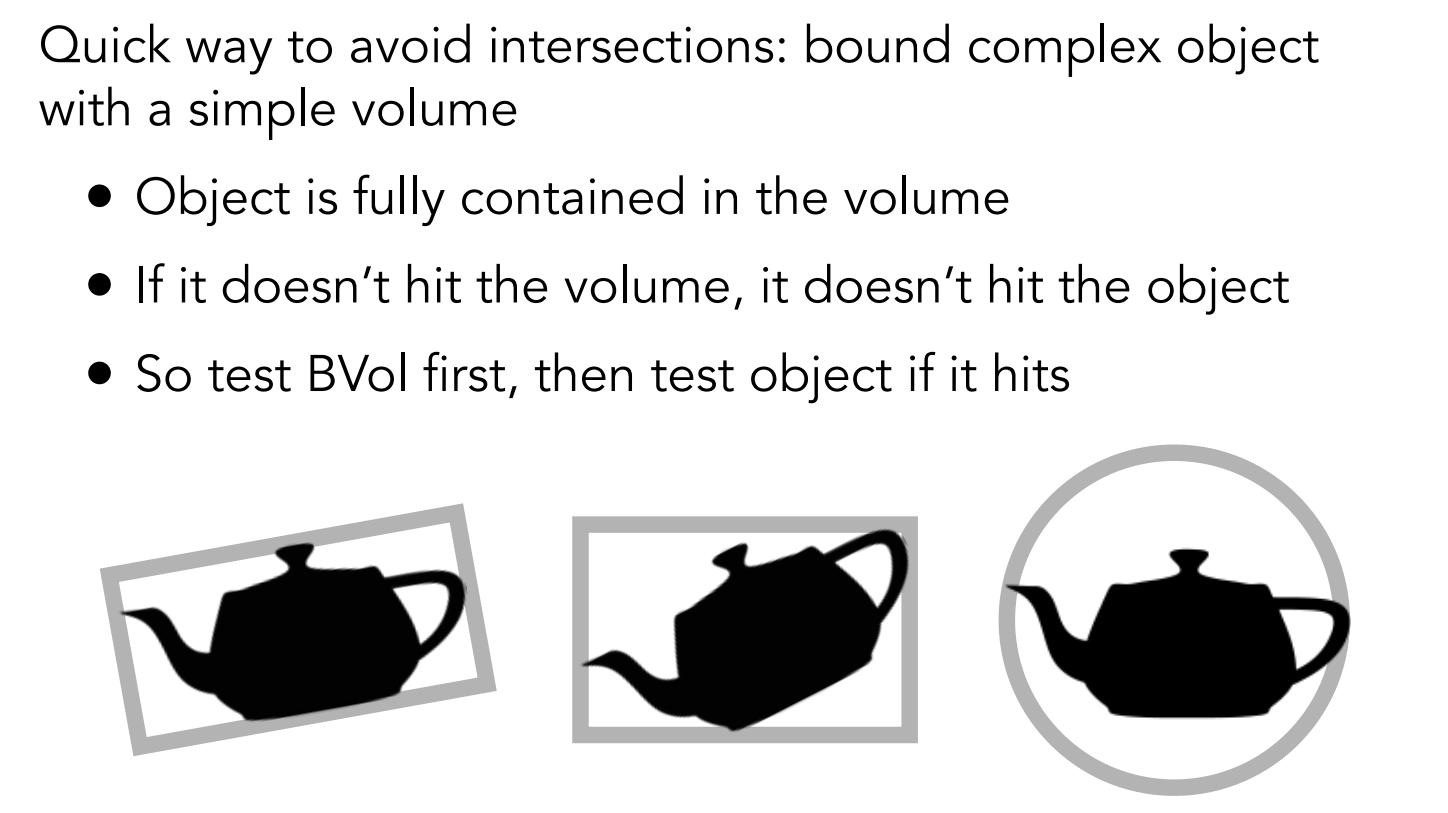 Quick way to avoid intersections: bound complex object
with a simple volume
• Object is fully contained in the volume
• If it doesn’t hit the volume, it doesn’t hit the object
• So test BVol first, then test object if it hits